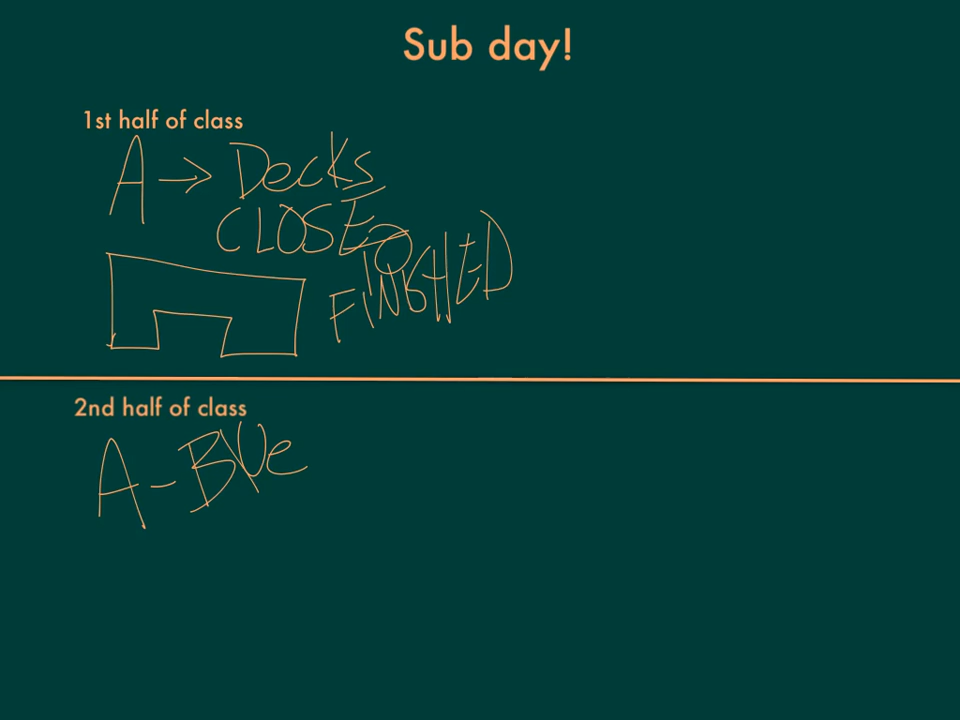 Sub day!
1st half of class
A → Decks
CLOSE
FINISHED
2nd half of class
A - Blue